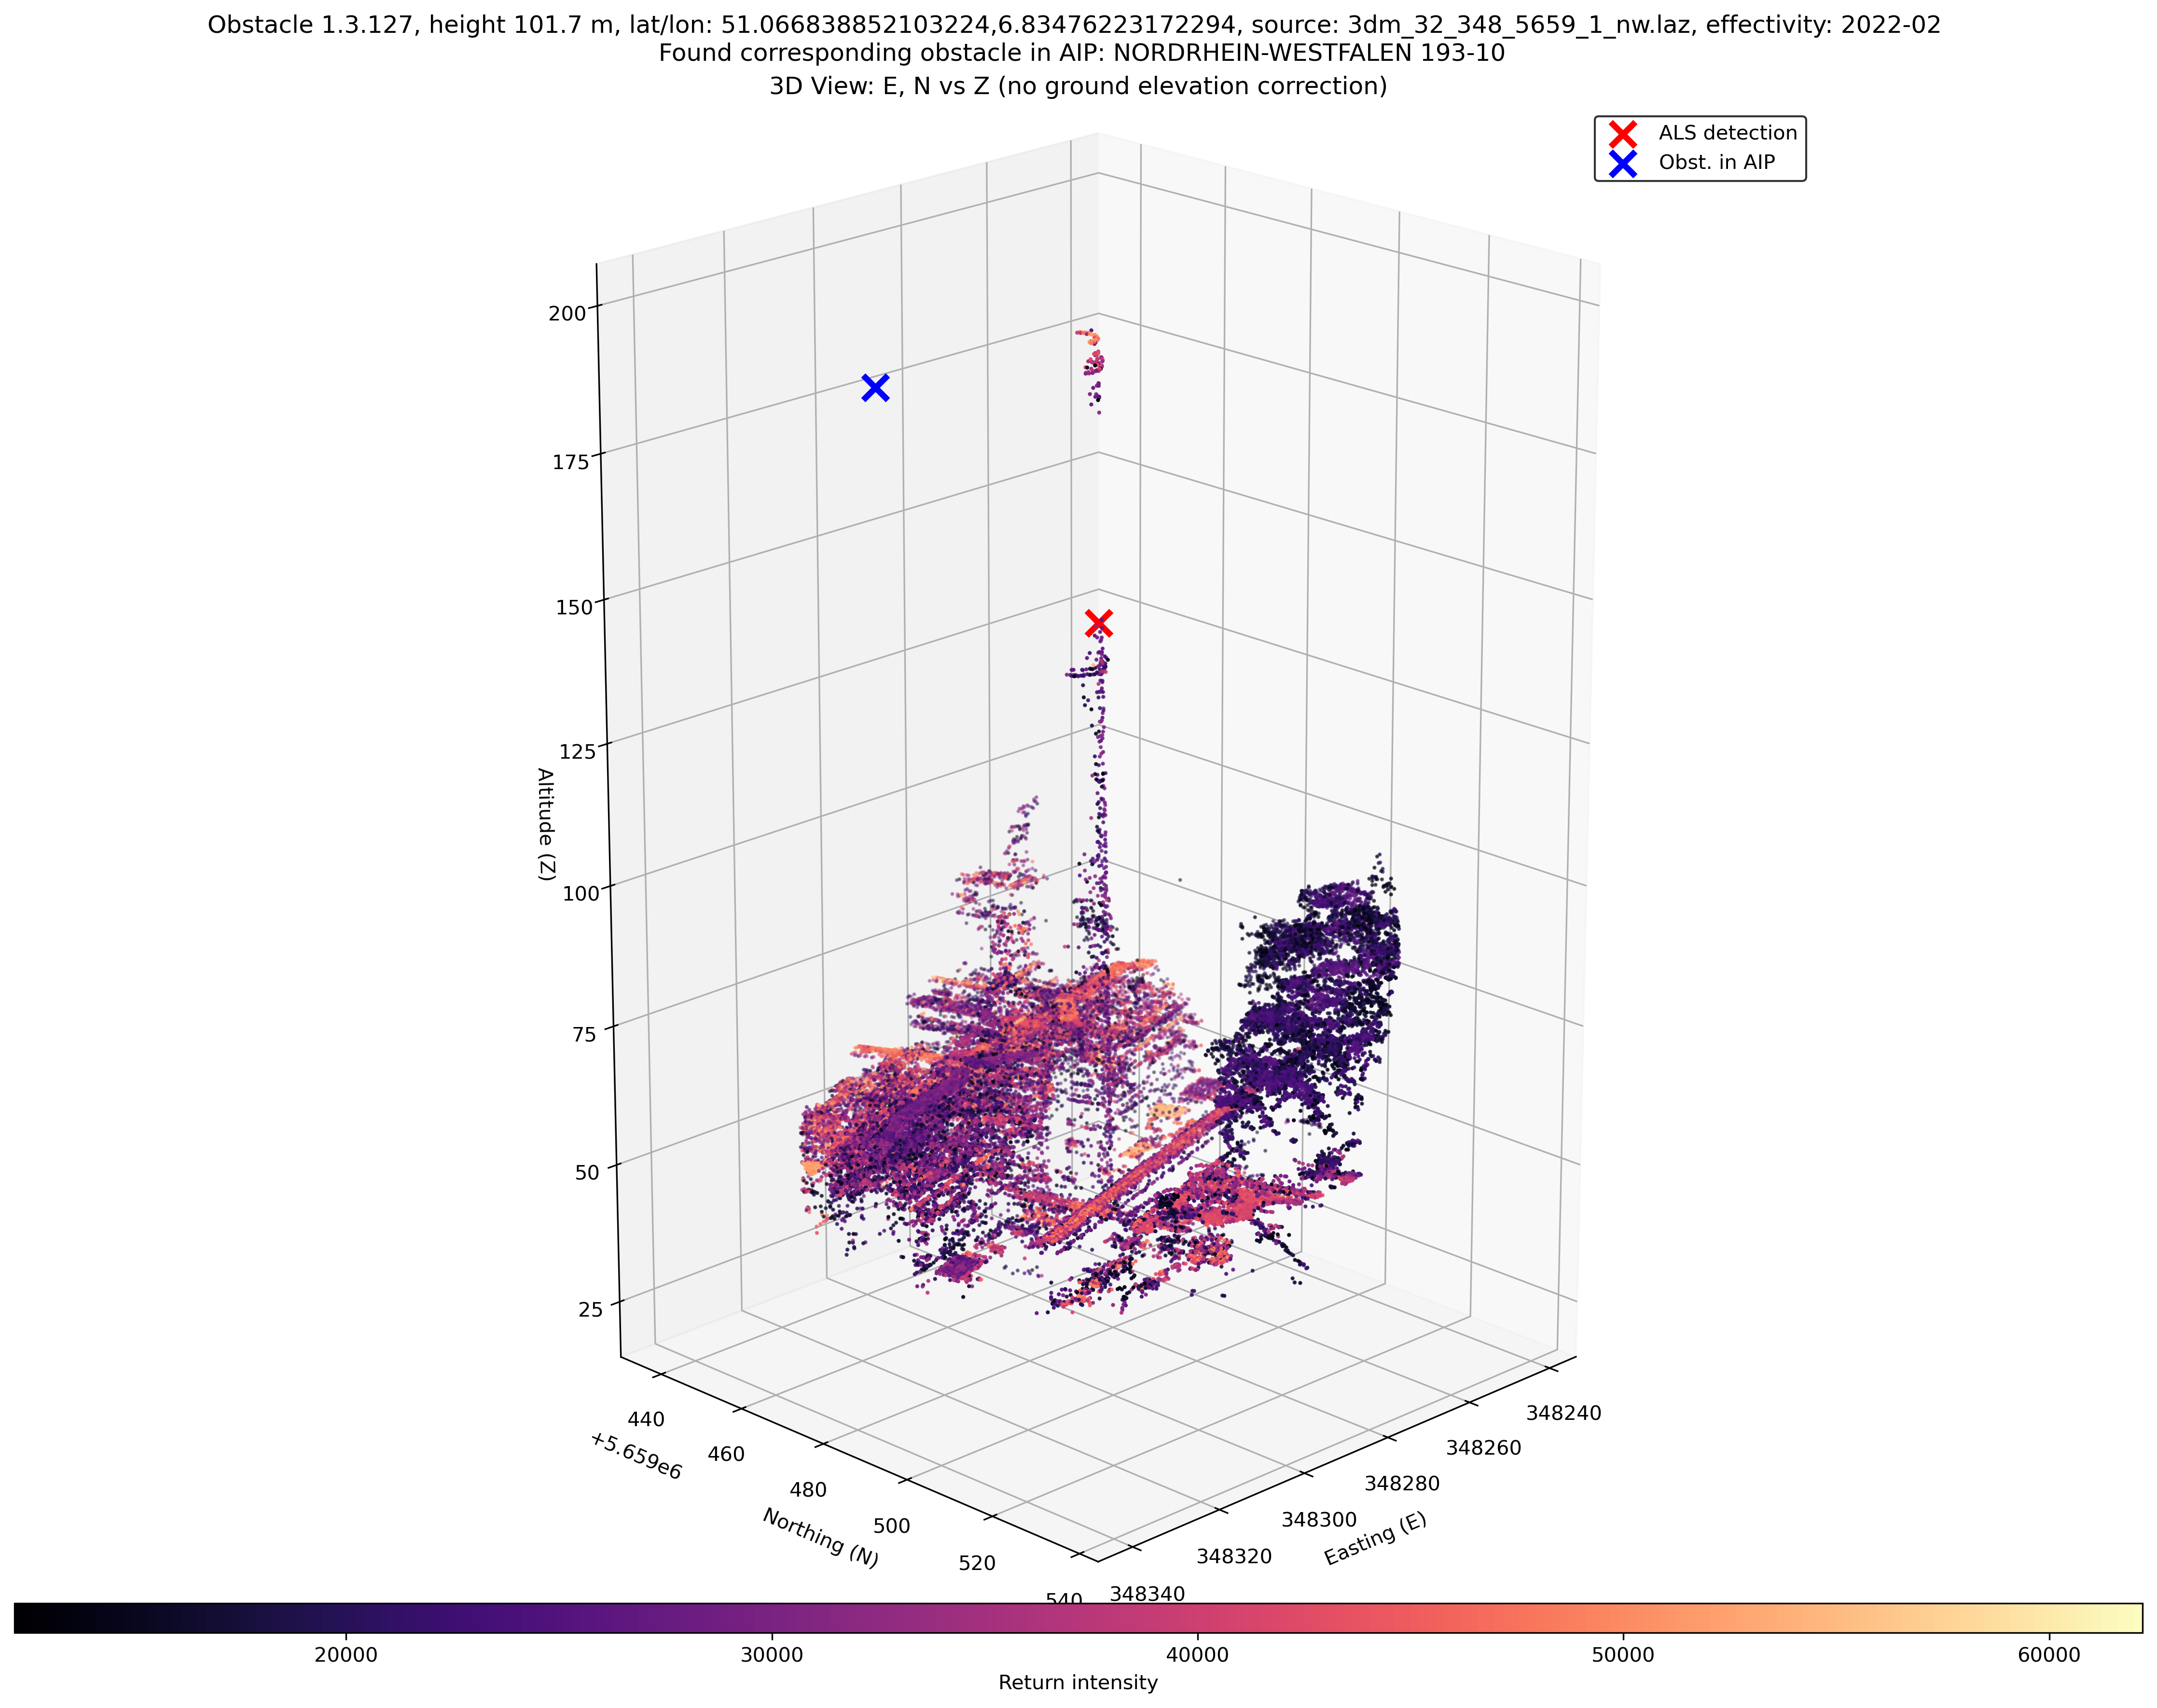 Obstacle 1.3.127, height 101.7 m, lat/lon: 51.066838852103224,6.83476223172294, source: 3dm_32_348_5659_1_nw.laz, effectivity: 2022-02
Found corresponding obstacle in AIP: NORDRHEIN-WESTFALEN 193-10
3D View: E, N vs Z (no ground elevation correction)
ALS detection
Obst. in AIP
200
175
150
125
100
75
50
25
Altitude (Z)
440
460
480
500
520
540
+5.659e6
Northing (N)
348240
348260
348280
348300
348320
348340
Easting (E)
20000
30000
40000
50000
60000
Return intensity